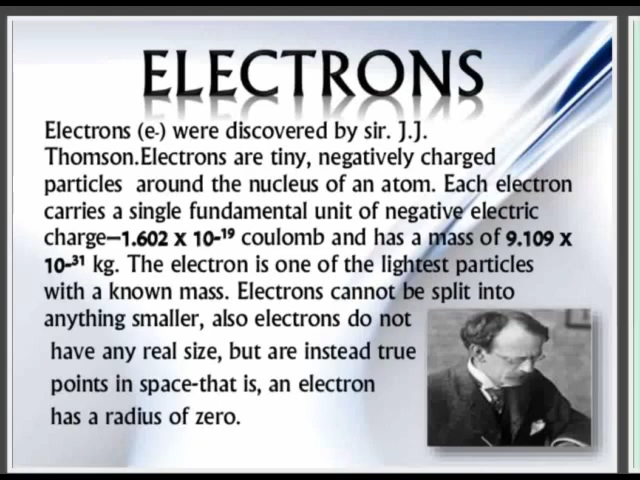 ELECTRONS
Electrons (e-) were discovered by sir. J.J.
Thomson.Electrons are tiny, negatively charged
particles  around the nucleus of an atom. Each electron
carries a single fundamental unit of negative electric
charge—1.602 x 10-¹⁹ coulomb and has a mass of 9.109 x
10-³¹ kg. The electron is one of the lightest particles
with a known mass. Electrons cannot be split into
anything smaller, also electrons do not
have any real size, but are instead true
points in space-that is, an electron
has a radius of zero.